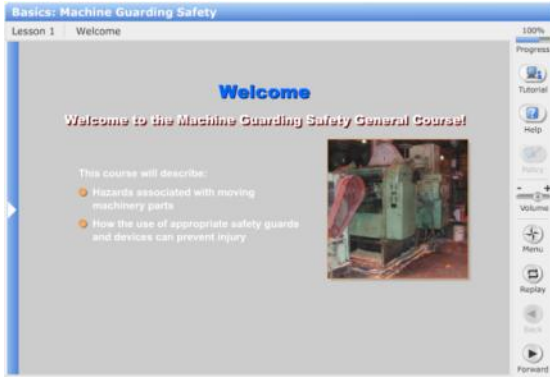 Basics: Machine Guarding Safety
Lesson 1 Welcome
100%
Progress
Welcome
Tutorial
Welcome to the Machine Guarding Safety General Course!
Help
This course will describe:
Hazards associated with moving
machinery parts
How the use of appropriate safety guards
and devices can prevent injury
Policy
- +
Volume
Menu
Replay
Back
Forward